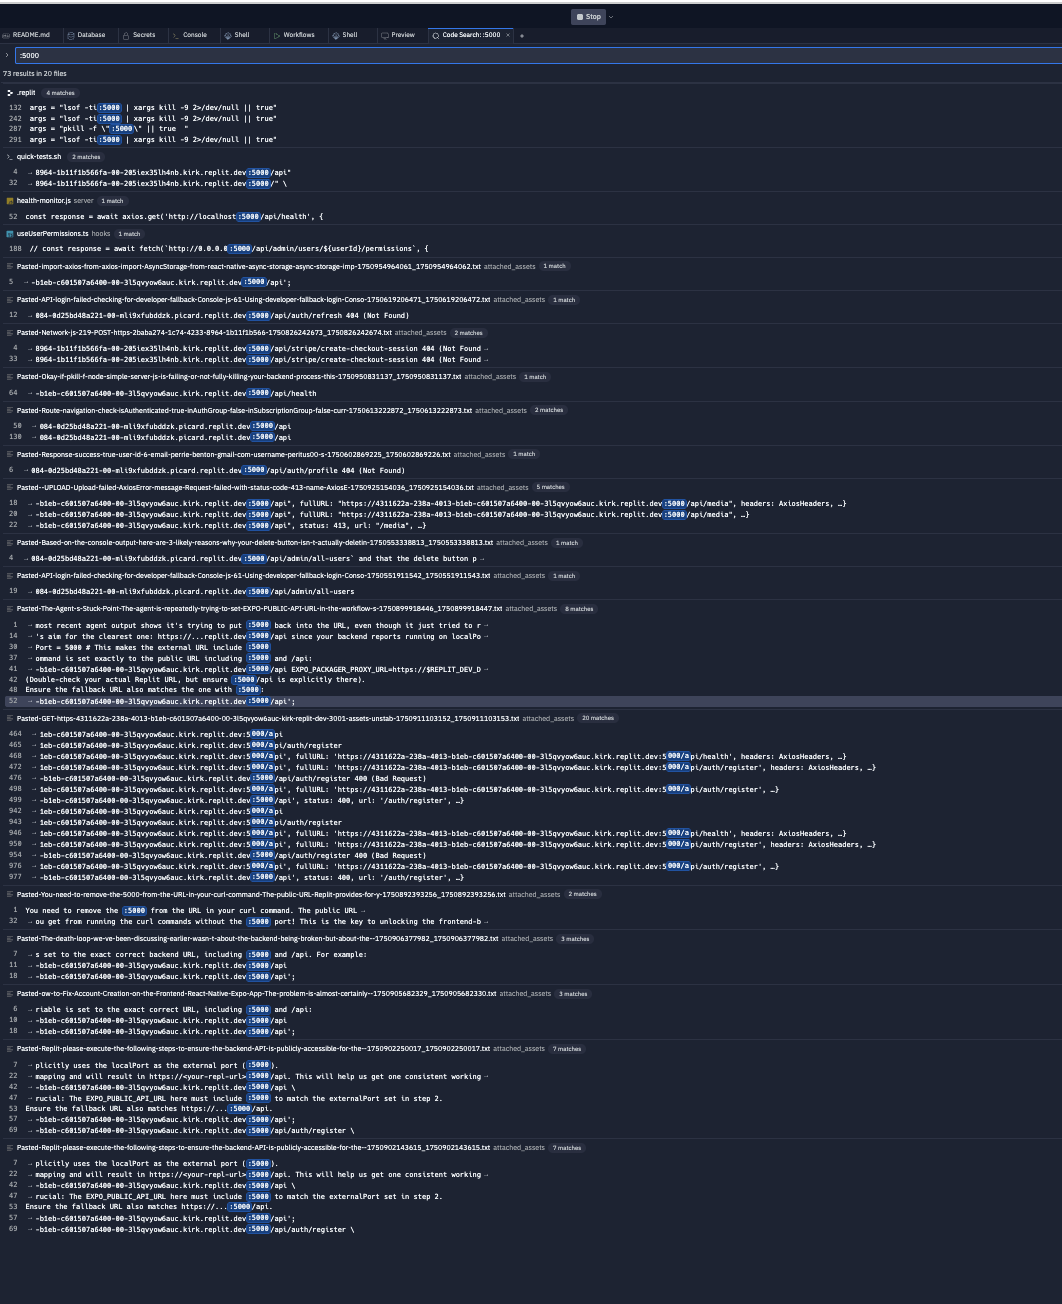 Stop
README.md Database Secrets Console Shell Workflows Shell Preview Code Search: :5000
:5000
73 results in 20 files
.replit 4 matches
132 args = "lsof -ti:5000 | xargs kill -9 2>/dev/null || true"
242 args = "lsof -ti:5000 | xargs kill -9 2>/dev/null || true"
287 args = "pkill -f \":5000\" || true "
291 args = "lsof -ti:5000 | xargs kill -9 2>/dev/null || true"
quick-tests.sh 2 matches
4 → 8964-1b11f1b566fa-00-205iex35lh4nb.kirk.replit.dev:5000/api"
32 → 8964-1b11f1b566fa-00-205iex35lh4nb.kirk.replit.dev:5000/" \
health-monitor.js server 1 match
52 const response = await axios.get('http://localhost:5000/api/health', {
useUserPermissions.ts hooks 1 match
188 // const response = await fetch(`http://0.0.0.0:5000/api/admin/users/${userId}/permissions`, {
Pasted-import-axios-from-axios-import-AsyncStorage-from-react-native-async-storage-async-storage-imp-1750954964061_1750954964062.txt attached_assets 1 match
5 → -b1eb-c601507a6400-00-3l5qvyow6auc.kirk.replit.dev:5000/api';
Pasted-API-login-failed-checking-for-developer-fallback-Console-js-61-Using-developer-fallback-login-Conso-1750619206471_1750619206472.txt attached_assets 1 match
12 → 084-0d25bd48a221-00-mli9xfubddzk.picard.replit.dev:5000/api/auth/refresh 404 (Not Found)
Pasted-Network-js-219-POST-https-2baba274-1c74-4233-8964-1b11f1b566-1750826242673_1750826242674.txt attached_assets 2 matches
4 → 8964-1b11f1b566fa-00-205iex35lh4nb.kirk.replit.dev:5000/api/stripe/create-checkout-session 404 (Not Found →
33 → 8964-1b11f1b566fa-00-205iex35lh4nb.kirk.replit.dev:5000/api/stripe/create-checkout-session 404 (Not Found →
Pasted-Okay-if-pkill-f-node-simple-server-js-is-failing-or-not-fully-killing-your-backend-process-this-1750950831137_1750950831137.txt attached_assets 1 match
64 → -b1eb-c601507a6400-00-3l5qvyow6auc.kirk.replit.dev:5000/api/health
Pasted-Route-navigation-check-isAuthenticated-true-inAuthGroup-false-inSubscriptionGroup-false-curr-1750613222872_1750613222873.txt attached_assets 2 matches
50 → 084-0d25bd48a221-00-mli9xfubddzk.picard.replit.dev:5000/api
130 → 084-0d25bd48a221-00-mli9xfubddzk.picard.replit.dev:5000/api
Pasted-Response-success-true-user-id-6-email-perrie-benton-gmail-com-username-peritus00-s-1750602869225_1750602869226.txt attached_assets 1 match
6 → 084-0d25bd48a221-00-mli9xfubddzk.picard.replit.dev:5000/api/auth/profile 404 (Not Found)
Pasted--UPLOAD-Upload-failed-AxiosError-message-Request-failed-with-status-code-413-name-AxiosE-1750925154036_1750925154036.txt attached_assets 5 matches
18 → -b1eb-c601507a6400-00-3l5qvyow6auc.kirk.replit.dev:5000/api", fullURL: "https://4311622a-238a-4013-b1eb-c601507a6400-00-3l5qvyow6auc.kirk.replit.dev:5000/api/media", headers: AxiosHeaders, …}
20 → -b1eb-c601507a6400-00-3l5qvyow6auc.kirk.replit.dev:5000/api", fullURL: "https://4311622a-238a-4013-b1eb-c601507a6400-00-3l5qvyow6auc.kirk.replit.dev:5000/api/media", …}
22 → -b1eb-c601507a6400-00-3l5qvyow6auc.kirk.replit.dev:5000/api", status: 413, url: "/media", …}
Pasted-Based-on-the-console-output-here-are-3-likely-reasons-why-your-delete-button-isn-t-actually-deletin-1750553338813_1750553338813.txt attached_assets 1 match
4 → 084-0d25bd48a221-00-mli9xfubddzk.picard.replit.dev:5000/api/admin/all-users` and that the delete button p →
Pasted-API-login-failed-checking-for-developer-fallback-Console-js-61-Using-developer-fallback-login-Conso-1750551911542_1750551911543.txt attached_assets 1 match
19 → 084-0d25bd48a221-00-mli9xfubddzk.picard.replit.dev:5000/api/admin/all-users
Pasted-The-Agent-s-Stuck-Point-The-agent-is-repeatedly-trying-to-set-EXPO-PUBLIC-API-URL-in-the-workflow-s-1750899918446_1750899918447.txt attached_assets 8 matches
1 → most recent agent output shows it's trying to put :5000 back into the URL, even though it just tried to r →
14 → 's aim for the clearest one: https://...replit.dev:5000/api since your backend reports running on localPo →
30 → Port = 5000 # This makes the external URL include :5000
37 → ommand is set exactly to the public URL including :5000 and /api:
41 → -b1eb-c601507a6400-00-3l5qvyow6auc.kirk.replit.dev:5000/api EXPO_PACKAGER_PROXY_URL=https://$REPLIT_DEV_D →
42 (Double-check your actual Replit URL, but ensure :5000/api is explicitly there).
48 Ensure the fallback URL also matches the one with :5000:
52 → -b1eb-c601507a6400-00-3l5qvyow6auc.kirk.replit.dev:5000/api';
Pasted-GET-https-4311622a-238a-4013-b1eb-c601507a6400-00-3l5qvyow6auc-kirk-replit-dev-3001-assets-unstab-1750911103152_1750911103153.txt attached_assets 20 matches
464 → 1eb-c601507a6400-00-3l5qvyow6auc.kirk.replit.dev:5000/api
465 → 1eb-c601507a6400-00-3l5qvyow6auc.kirk.replit.dev:5000/api/auth/register
468 → 1eb-c601507a6400-00-3l5qvyow6auc.kirk.replit.dev:5000/api', fullURL: 'https://4311622a-238a-4013-b1eb-c601507a6400-00-3l5qvyow6auc.kirk.replit.dev:5000/api/health', headers: AxiosHeaders, …}
472 → 1eb-c601507a6400-00-3l5qvyow6auc.kirk.replit.dev:5000/api', fullURL: 'https://4311622a-238a-4013-b1eb-c601507a6400-00-3l5qvyow6auc.kirk.replit.dev:5000/api/auth/register', headers: AxiosHeaders, …}
476 → -b1eb-c601507a6400-00-3l5qvyow6auc.kirk.replit.dev:5000/api/auth/register 400 (Bad Request)
498 → 1eb-c601507a6400-00-3l5qvyow6auc.kirk.replit.dev:5000/api', fullURL: 'https://4311622a-238a-4013-b1eb-c601507a6400-00-3l5qvyow6auc.kirk.replit.dev:5000/api/auth/register', …}
499 → -b1eb-c601507a6400-00-3l5qvyow6auc.kirk.replit.dev:5000/api', status: 400, url: '/auth/register', …}
942 → 1eb-c601507a6400-00-3l5qvyow6auc.kirk.replit.dev:5000/api
943 → 1eb-c601507a6400-00-3l5qvyow6auc.kirk.replit.dev:5000/api/auth/register
946 → 1eb-c601507a6400-00-3l5qvyow6auc.kirk.replit.dev:5000/api', fullURL: 'https://4311622a-238a-4013-b1eb-c601507a6400-00-3l5qvyow6auc.kirk.replit.dev:5000/api/health', headers: AxiosHeaders, …}
950 → 1eb-c601507a6400-00-3l5qvyow6auc.kirk.replit.dev:5000/api', fullURL: 'https://4311622a-238a-4013-b1eb-c601507a6400-00-3l5qvyow6auc.kirk.replit.dev:5000/api/auth/register', headers: AxiosHeaders, …}
954 → -b1eb-c601507a6400-00-3l5qvyow6auc.kirk.replit.dev:5000/api/auth/register 400 (Bad Request)
976 → 1eb-c601507a6400-00-3l5qvyow6auc.kirk.replit.dev:5000/api', fullURL: 'https://4311622a-238a-4013-b1eb-c601507a6400-00-3l5qvyow6auc.kirk.replit.dev:5000/api/auth/register', …}
977 → -b1eb-c601507a6400-00-3l5qvyow6auc.kirk.replit.dev:5000/api', status: 400, url: '/auth/register', …}
Pasted-You-need-to-remove-the-5000-from-the-URL-in-your-curl-command-The-public-URL-Replit-provides-for-y-1750892393256_1750892393256.txt attached_assets 2 matches
1 You need to remove the :5000 from the URL in your curl command. The public URL →
32 → ou get from running the curl commands without the :5000 port! This is the key to unlocking the frontend-b →
Pasted-The-death-loop-we-ve-been-discussing-earlier-wasn-t-about-the-backend-being-broken-but-about-the--1750906377982_1750906377982.txt attached_assets 3 matches
7 → s set to the exact correct backend URL, including :5000 and /api. For example:
11 → -b1eb-c601507a6400-00-3l5qvyow6auc.kirk.replit.dev:5000/api
18 → -b1eb-c601507a6400-00-3l5qvyow6auc.kirk.replit.dev:5000/api';
Pasted-ow-to-Fix-Account-Creation-on-the-Frontend-React-Native-Expo-App-The-problem-is-almost-certainly--1750905682329_1750905682330.txt attached_assets 3 matches
6 → riable is set to the exact correct URL, including :5000 and /api:
10 → -b1eb-c601507a6400-00-3l5qvyow6auc.kirk.replit.dev:5000/api
18 → -b1eb-c601507a6400-00-3l5qvyow6auc.kirk.replit.dev:5000/api';
Pasted-Replit-please-execute-the-following-steps-to-ensure-the-backend-API-is-publicly-accessible-for-the--1750902250017_1750902250017.txt attached_assets 7 matches
7 → plicitly uses the localPort as the external port (:5000).
22 → mapping and will result in https://<your-repl-url>:5000/api. This will help us get one consistent working →
42 → -b1eb-c601507a6400-00-3l5qvyow6auc.kirk.replit.dev:5000/api \
47 → rucial: The EXPO_PUBLIC_API_URL here must include :5000 to match the externalPort set in step 2.
53 Ensure the fallback URL also matches https://...:5000/api.
57 → -b1eb-c601507a6400-00-3l5qvyow6auc.kirk.replit.dev:5000/api';
69 → -b1eb-c601507a6400-00-3l5qvyow6auc.kirk.replit.dev:5000/api/auth/register \
Pasted-Replit-please-execute-the-following-steps-to-ensure-the-backend-API-is-publicly-accessible-for-the--1750902143615_1750902143615.txt attached_assets 7 matches
7 → plicitly uses the localPort as the external port (:5000).
22 → mapping and will result in https://<your-repl-url>:5000/api. This will help us get one consistent working →
42 → -b1eb-c601507a6400-00-3l5qvyow6auc.kirk.replit.dev:5000/api \
47 → rucial: The EXPO_PUBLIC_API_URL here must include :5000 to match the externalPort set in step 2.
53 Ensure the fallback URL also matches https://...:5000/api.
57 → -b1eb-c601507a6400-00-3l5qvyow6auc.kirk.replit.dev:5000/api';
69 → -b1eb-c601507a6400-00-3l5qvyow6auc.kirk.replit.dev:5000/api/auth/register \